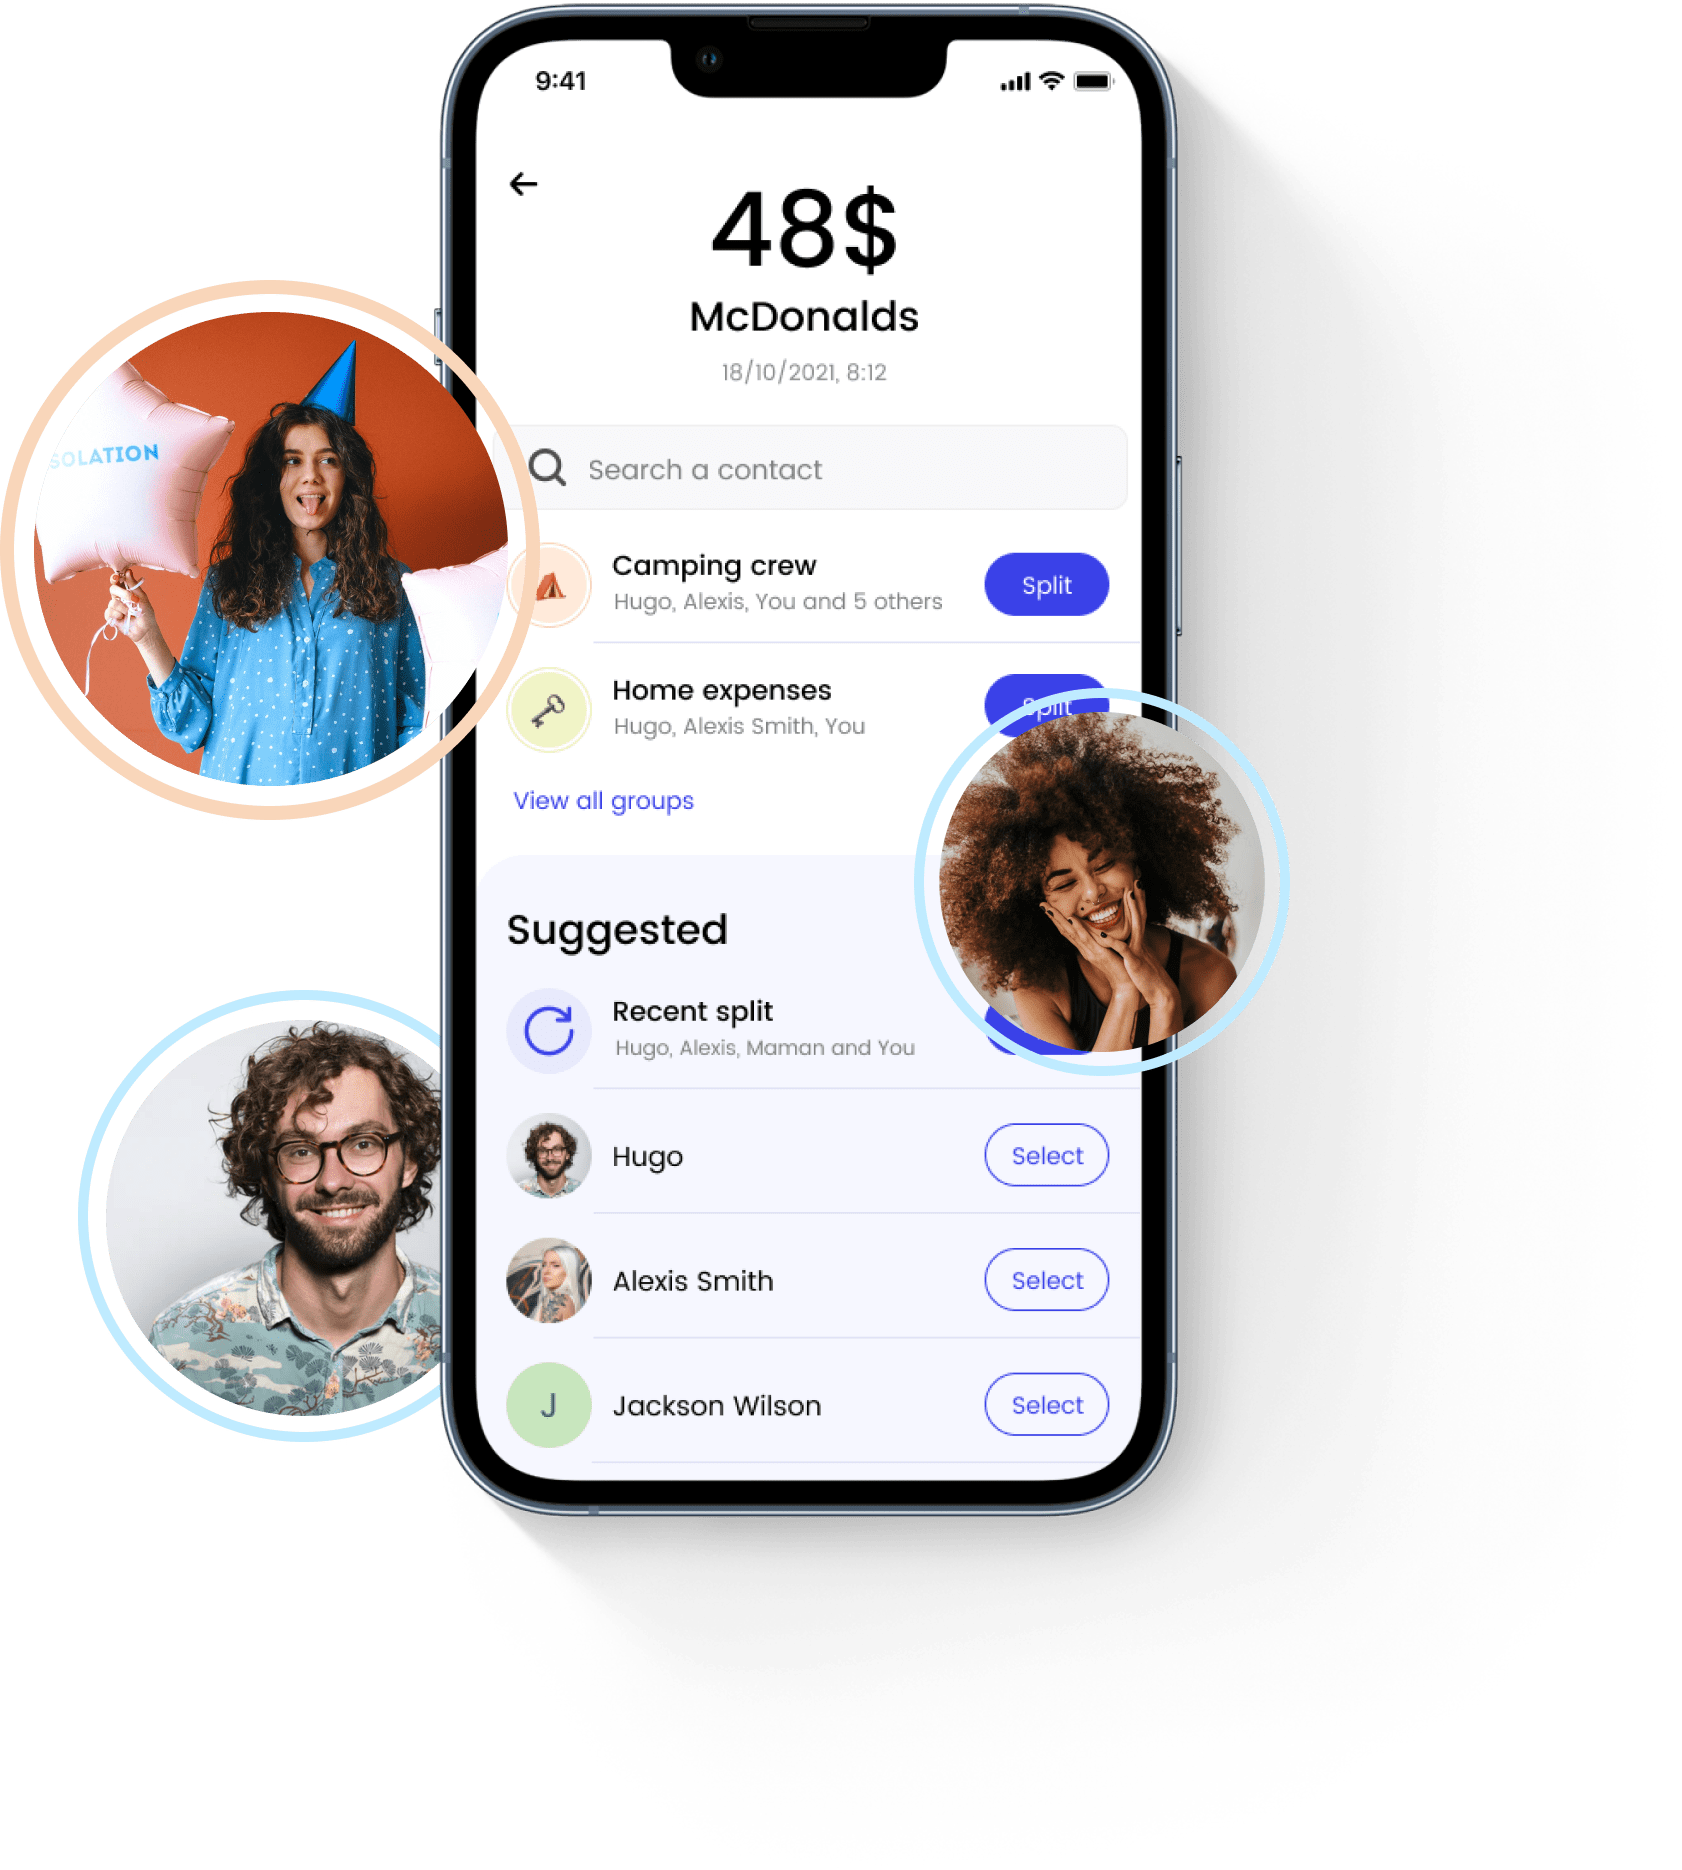 9:41
48$
McDonalds
18/10/2021, 8:12
SOLATION
Search a contact
Camping crew
Hugo, Alexis, You and 5 others
Split
Home expenses
Hugo, Alexis Smith, You
Split
View all groups
Suggested
Recent split
Hugo, Alexis, Maman and You
Hugo
Select
Alexis Smith
Select
J
Jackson Wilson
Select